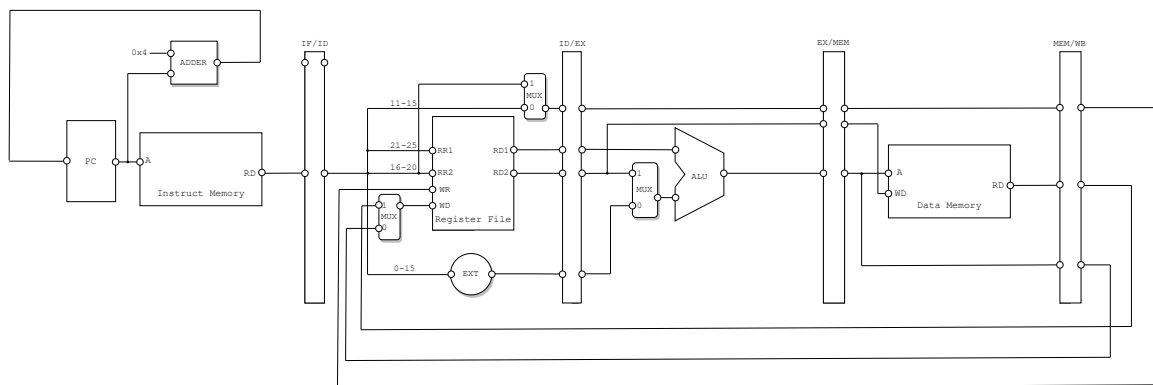 IF/ID
ID/EX
EX/MEM
MEM/WB
0x4
ADDER
1
MUX
0
11-15
PC
A
Instruct Memory
RD
21-25
RR1
RD1
16-20
RR2
RD2
WR
WD
Register File
1
MUX
0
1
MUX
0
ALU
A
WD
RD
Data Memory
0-15
EXT